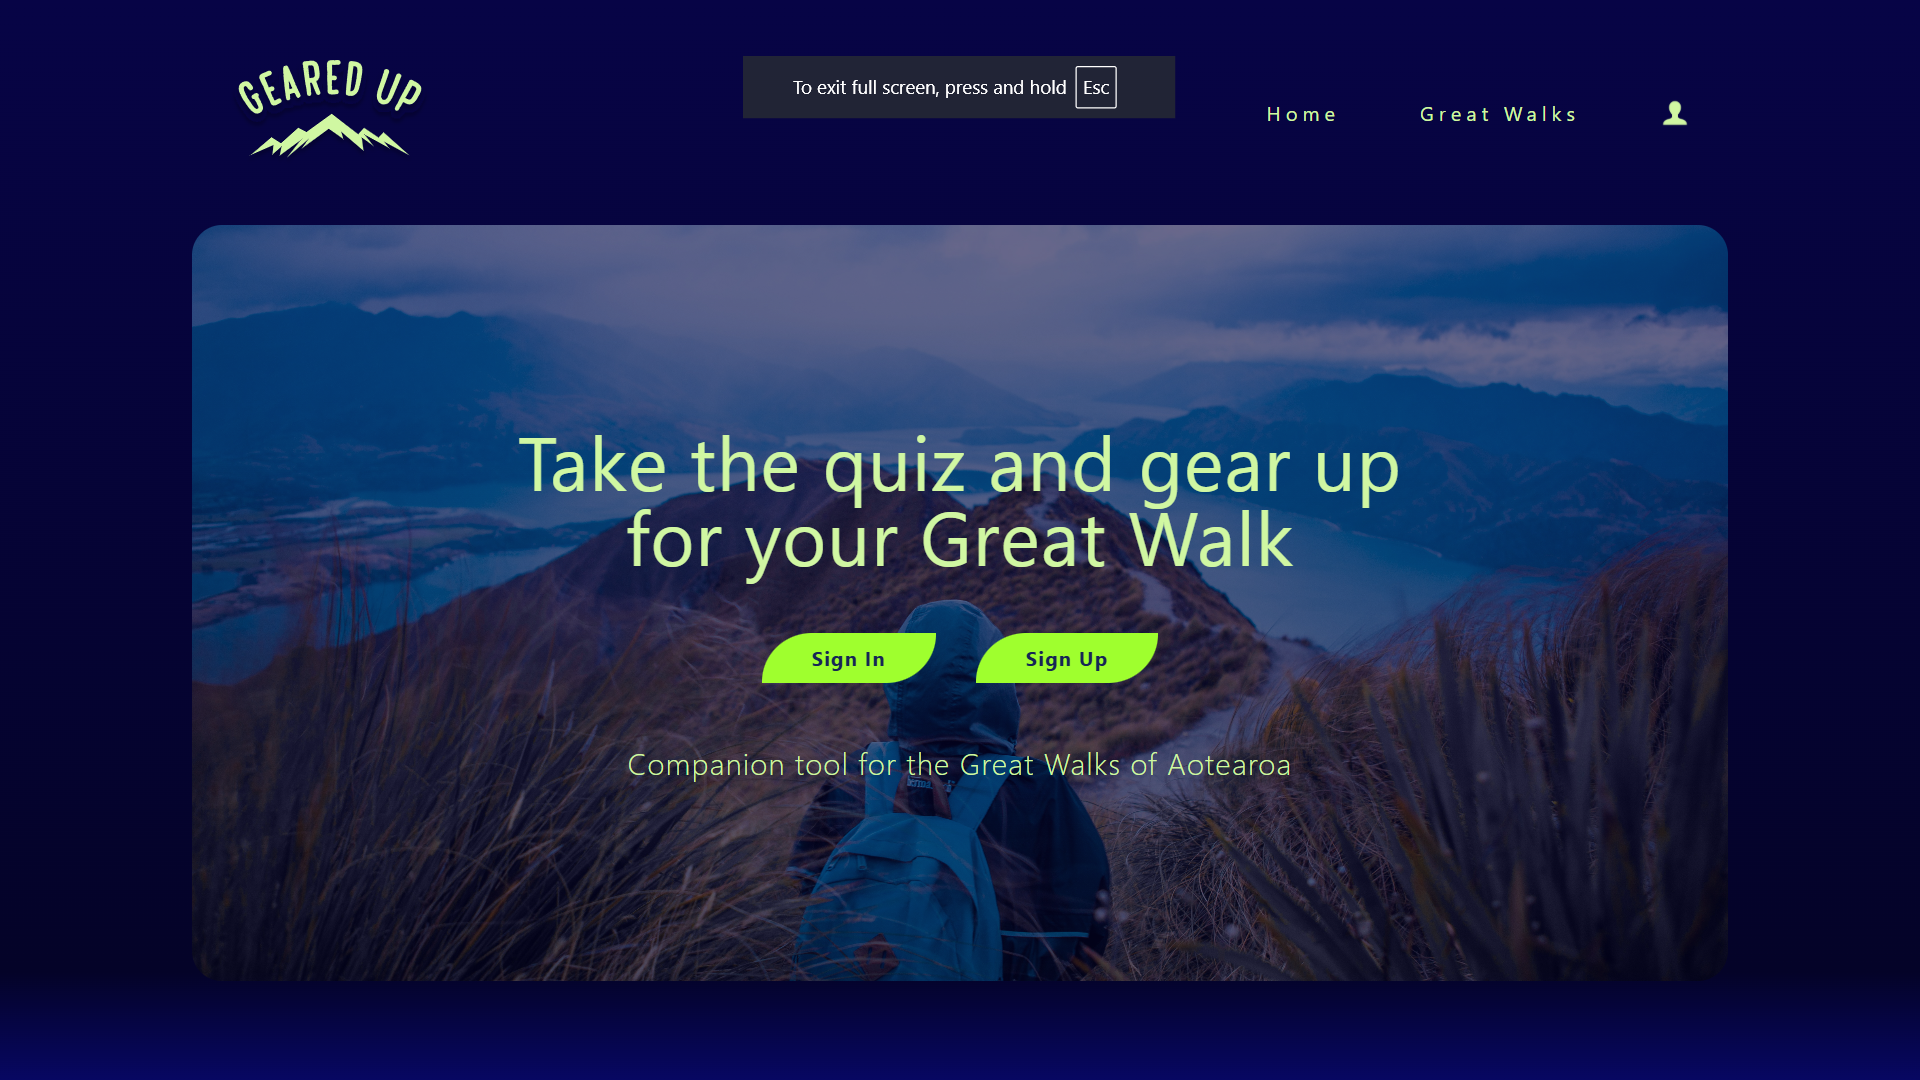 GEARED UP
To exit full screen, press and hold Esc
Home
Great Walks
Take the quiz and gear up
for your Great Walk
Sign In
Sign Up
Companion tool for the Great Walks of Aotearoa